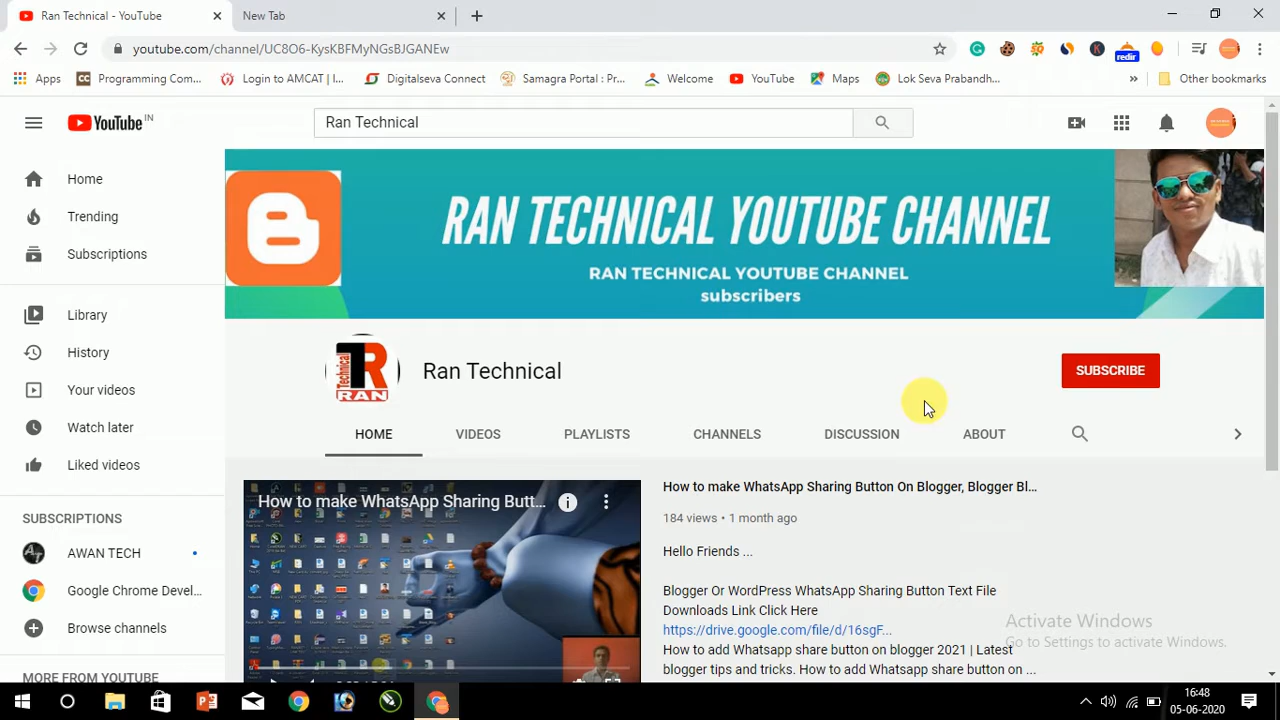 Ran Technical - YouTube
New Tab
youtube.com/channel/UC8O6-KysKBFMyNGsBJGANEw
redir
Apps
Programming Com...
Login to AMCAT | I...
Digitalseva Connect
Samagra Portal : Pr...
Welcome
YouTube
Maps
Lok Seva Prabandh...
Other bookmarks
YouTube IN
Ran Technical
Home
Trending
Subscriptions
Library
History
Your videos
Watch later
Liked videos
SUBSCRIPTIONS
AWAN TECH
Google Chrome Devel...
Browse channels
MORE FROM YOUTUBE
RAN TECHNICAL YOUTUBE CHANNEL
RAN TECHNICAL YOUTUBE CHANNEL
subscribers
Technical
TR
RAN
Ran Technical
SUBSCRIBE
HOME
VIDEOS
PLAYLISTS
CHANNELS
DISCUSSION
ABOUT
How to make WhatsApp Sharing Butt...
How to make WhatsApp Sharing Button On Blogger, Blogger Bl...
184 views • 1 month ago
Hello Friends ...
Blogger Or WordPress WhatsApp Sharing Button Text File
Downloads Link Click Here
https://drive.google.com/file/d/16sgF...
How to add Whatsapp share button on blogger 2021 | Latest
blogger tips and tricks. How to add Whatsapp share button on ...
Activate Windows
Go to Settings to activate Windows.
16:48
05-06-2020